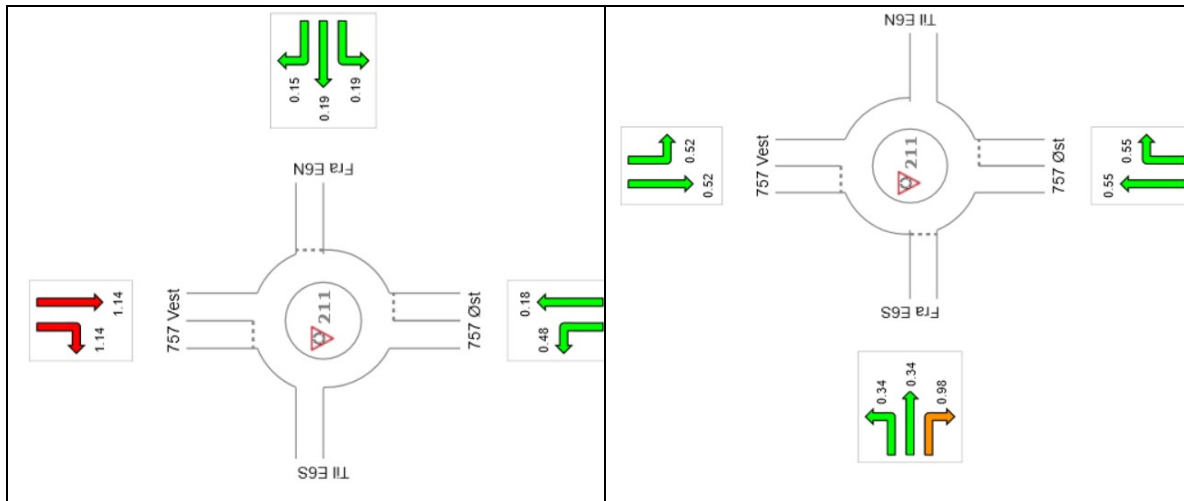 0.15
0.19
0.19
Fra E6N
1.14
1.14
757 Vest
211
757 Øst
0.18
0.48
Til E6S
Til E6N
0.52
0.52
757 Vest
211
757 Øst
0.55
0.55
Fra E6S
0.34
0.34
0.98